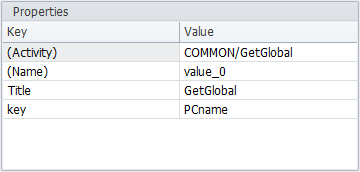 Properties
Key Value
(Activity) COMMON/GetGlobal
(Name) value_0
Title GetGlobal
key PCname